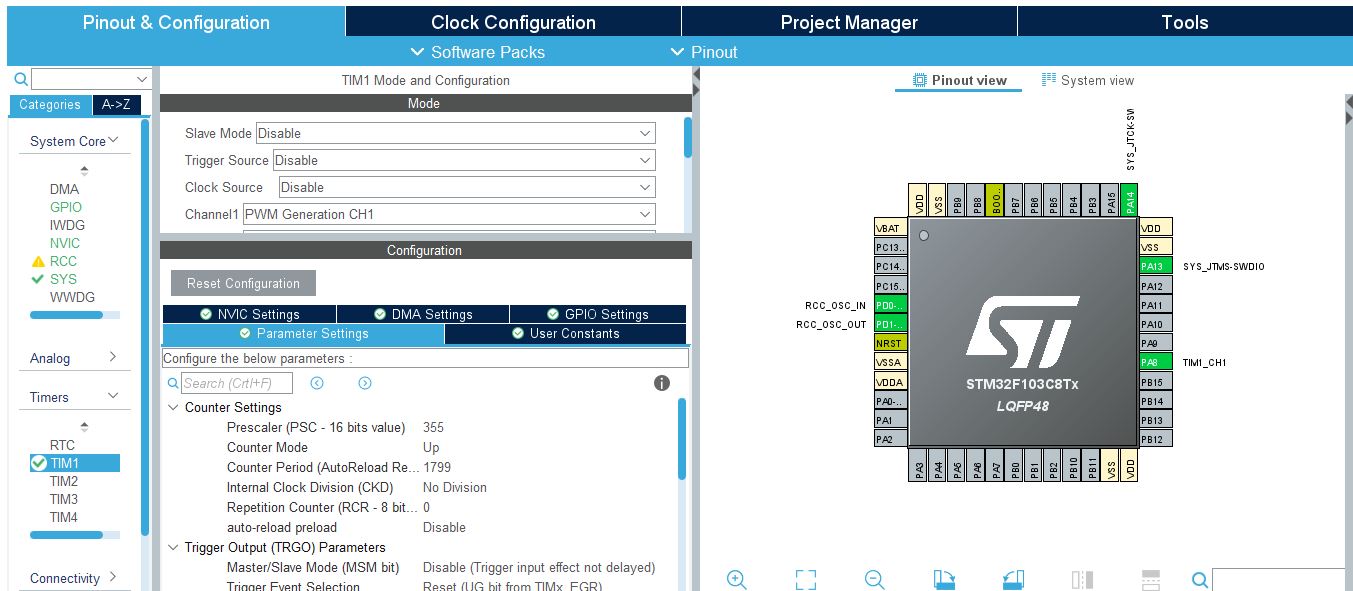 Pinout & Configuration
Clock Configuration
Project Manager
Tools
Software Packs
Pinout
Categories
A->Z
System Core
DMA
GPIO
IWDG
NVIC
RCC
SYS
WWDG
Analog
Timers
RTC
TIM1
TIM2
TIM3
TIM4
Connectivity
TIM1 Mode and Configuration
Mode
Slave Mode Disable
Trigger Source Disable
Clock Source Disable
Channel1 PWM Generation CH1
Configuration
Reset Configuration
NVIC Settings
DMA Settings
GPIO Settings
Parameter Settings
User Constants
Configure the below parameters :
Search (Crtl+F)
Counter Settings
Prescaler (PSC - 16 bits value) 355
Counter Mode Up
Counter Period (AutoReload Re... 1799
Internal Clock Division (CKD) No Division
Repetition Counter (RCR - 8 bit... 0
auto-reload preload Disable
Trigger Output (TRGO) Parameters
Master/Slave Mode (MSM bit) Disable (Trigger input effect not delayed)
Trigger Event Selection Reset (UG bit from TIMx_EGR)
Pinout view
System view
SYS_JTCK-SW
VDD
VSS
PB9
PB8
BOO..
PB7
PB6
PB5
PB4
PB3
PA15
PA14
VBAT
PC13..
PC14..
PC15..
RCC_OSC_IN PD0-..
RCC_OSC_OUT PD1-..
NRST
VSSA
VDDA
PA0-..
PA1
PA2
STM32F103C8Tx
LQFP48
VDD
VSS
PA13 SYS_JTMS-SWDIO
PA12
PA11
PA10
PA9
PA8 TIM1_CH1
PB15
PB14
PB13
PB12
PA3
PA4
PA5
PA6
PA7
PB0
PB1
PB2
PB10
PB11
VSS
VDD